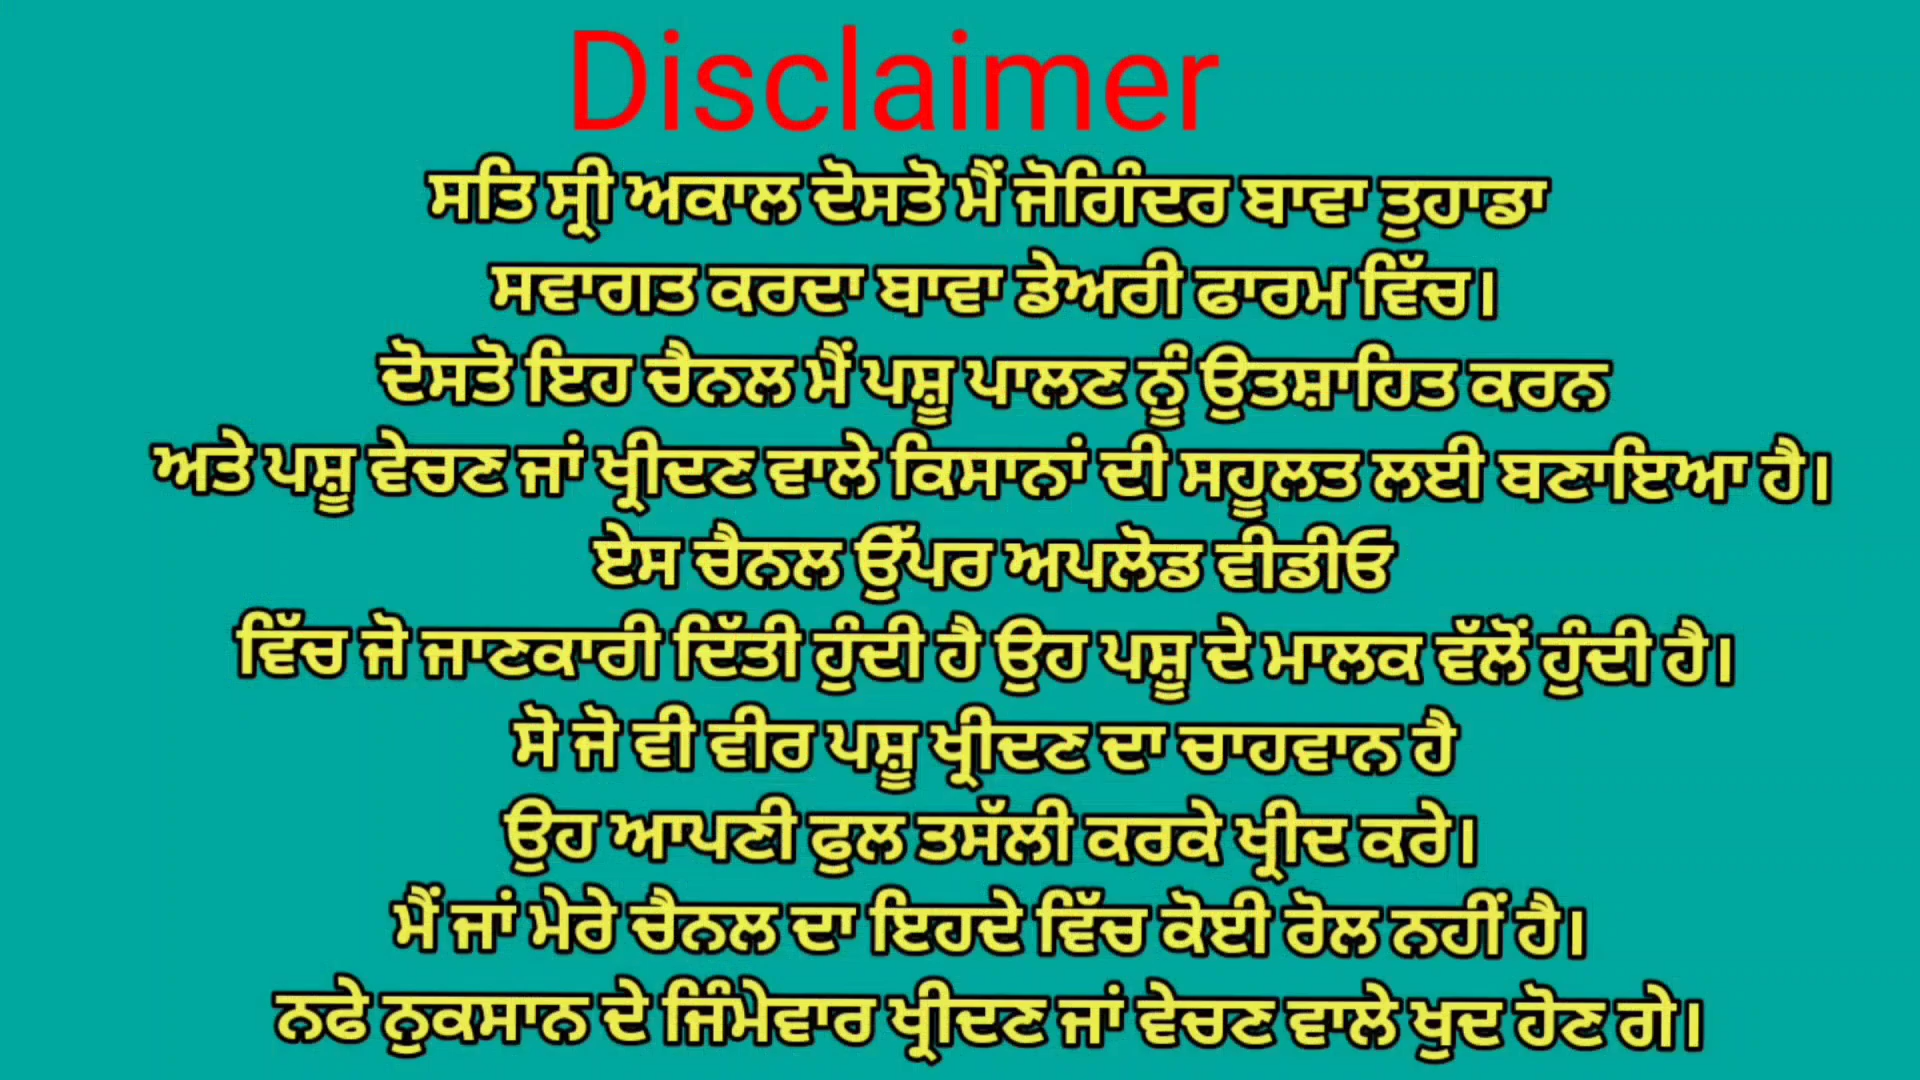 Disclaimer
ਸਤਿ ਸ੍ਰੀ ਅਕਾਲ ਦੋਸਤੋ ਮੈਂ ਜੋਗਿੰਦਰ ਬਾਵਾ ਤੁਹਾਡਾ
ਸਵਾਗਤ ਕਰਦਾ ਬਾਵਾ ਡੇਅਰੀ ਫਾਰਮ ਵਿੱਚ।
ਦੋਸਤੋ ਇਹ ਚੈਨਲ ਮੈਂ ਪਸ਼ੂ ਪਾਲਣ ਨੂੰ ਉਤਸ਼ਾਹਿਤ ਕਰਨ
ਅਤੇ ਪਸ਼ੂ ਵੇਚਣ ਜਾਂ ਖ੍ਰੀਦਣ ਵਾਲੇ ਕਿਸਾਨਾਂ ਦੀ ਸਹੂਲਤ ਲਈ ਬਣਾਇਆ ਹੈ।
ਏਸ ਚੈਨਲ ਉੱਪਰ ਅਪਲੋਡ ਵੀਡੀਓ
ਵਿੱਚ ਜੋ ਜਾਣਕਾਰੀ ਦਿੱਤੀ ਹੁੰਦੀ ਹੈ ਉਹ ਪਸ਼ੂ ਦੇ ਮਾਲਕ ਵੱਲੋਂ ਹੁੰਦੀ ਹੈ।
ਸੋ ਜੋ ਵੀ ਵੀਰ ਪਸ਼ੂ ਖ੍ਰੀਦਣ ਦਾ ਚਾਹਵਾਨ ਹੈ
ਉਹ ਆਪਣੀ ਫੁਲ ਤਸੱਲੀ ਕਰਕੇ ਖ੍ਰੀਦ ਕਰੇ।
ਮੈਂ ਜਾਂ ਮੇਰੇ ਚੈਨਲ ਦਾ ਇਹਦੇ ਵਿੱਚ ਕੋਈ ਰੋਲ ਨਹੀਂ ਹੈ।
ਨਫੇ ਨੁਕਸਾਨ ਦੇ ਜਿੰਮੇਵਾਰ ਖ੍ਰੀਦਣ ਜਾਂ ਵੇਚਣ ਵਾਲੇ ਖੁਦ ਹੋਣ ਗੇ।